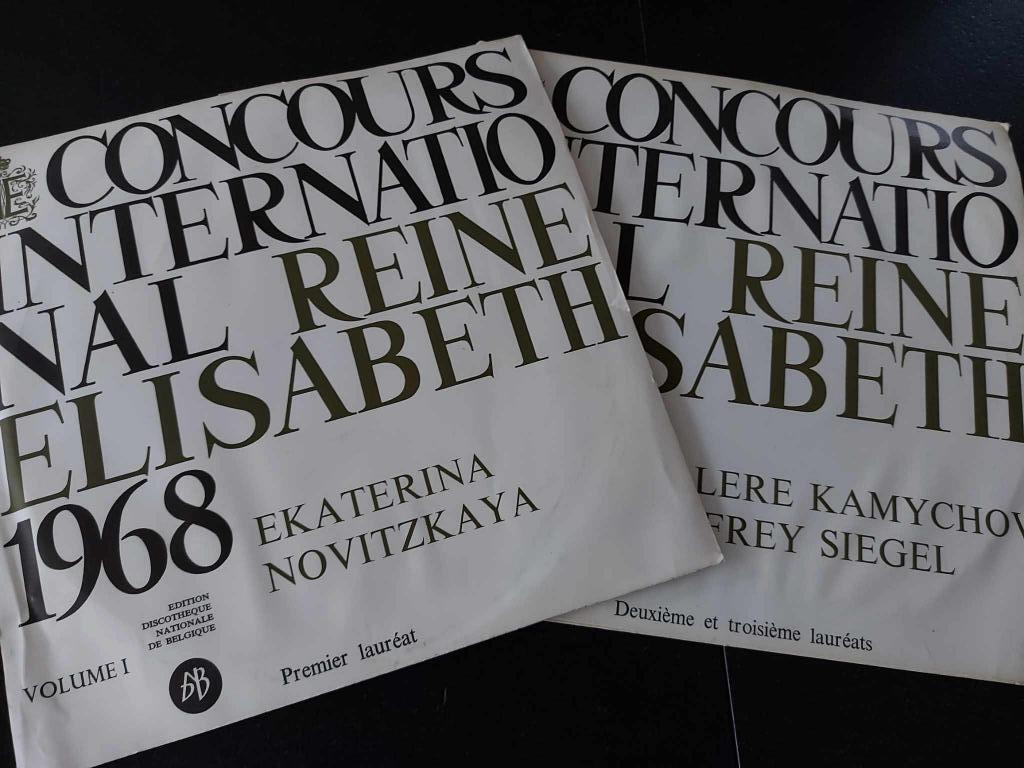 CONCOURS
INTERNATIO
NAL REINE
ELISABETH
1968
EKATERINA
NOVITZKAYA
EDITION
DISCOTHEQUE
NATIONALE
DE BELGIQUE
VOLUME I
Premier lauréat
CONCOURS
TERNATIO
L REINE
SABETH
LERE KAMYCHOV
FREY SIEGEL
Deuxième et troisième lauréats